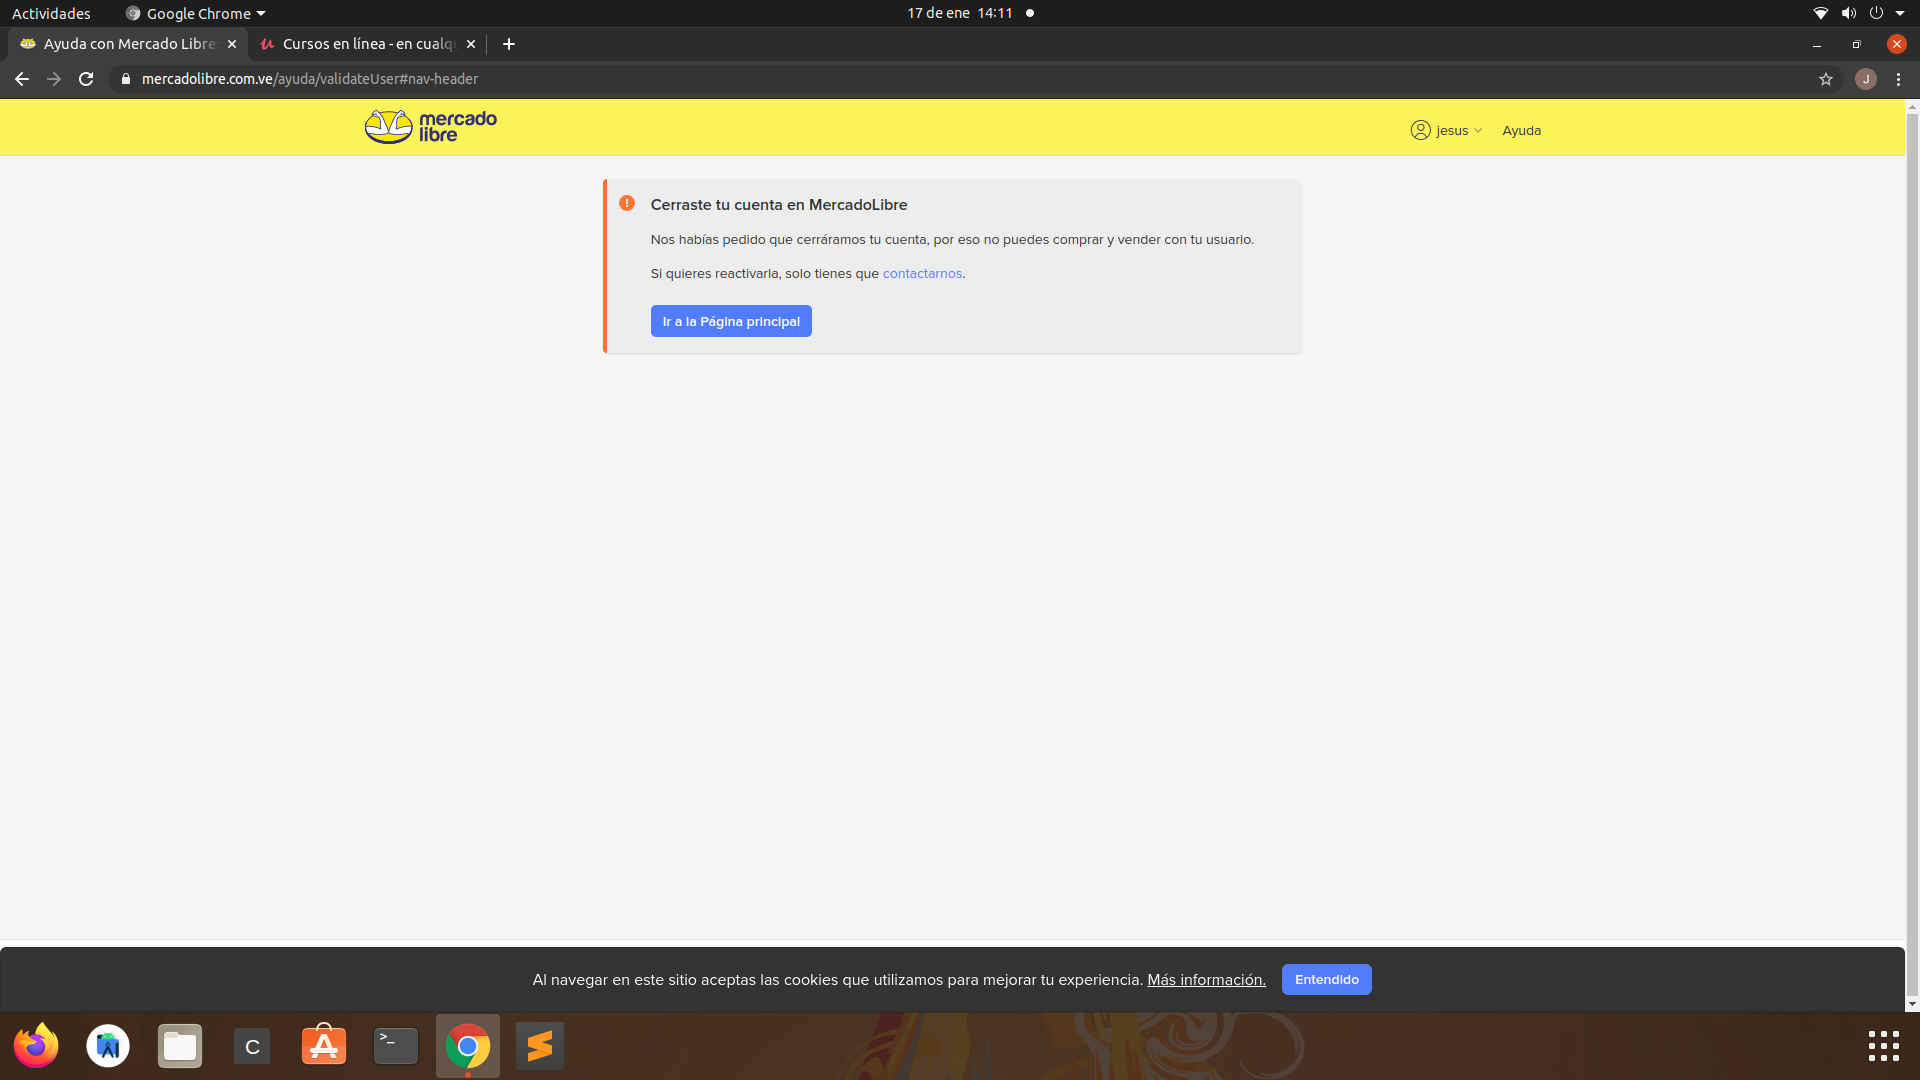 Actividades Google Chrome 17 de ene 14:11
Ayuda con Mercado Libre: Cursos en línea - en cualqu
mercadolibre.com.ve/ayuda/validateUser#nav-header J
mercado
libre
jesus Ayuda
Cerraste tu cuenta en MercadoLibre
Nos habías pedido que cerráramos tu cuenta, por eso no puedes comprar y vender con tu usuario.
Si quieres reactivarla, solo tienes que contactarnos.
Ir a la Página principal
Al navegar en este sitio aceptas las cookies que utilizamos para mejorar tu experiencia. Más información. Entendido
C >_